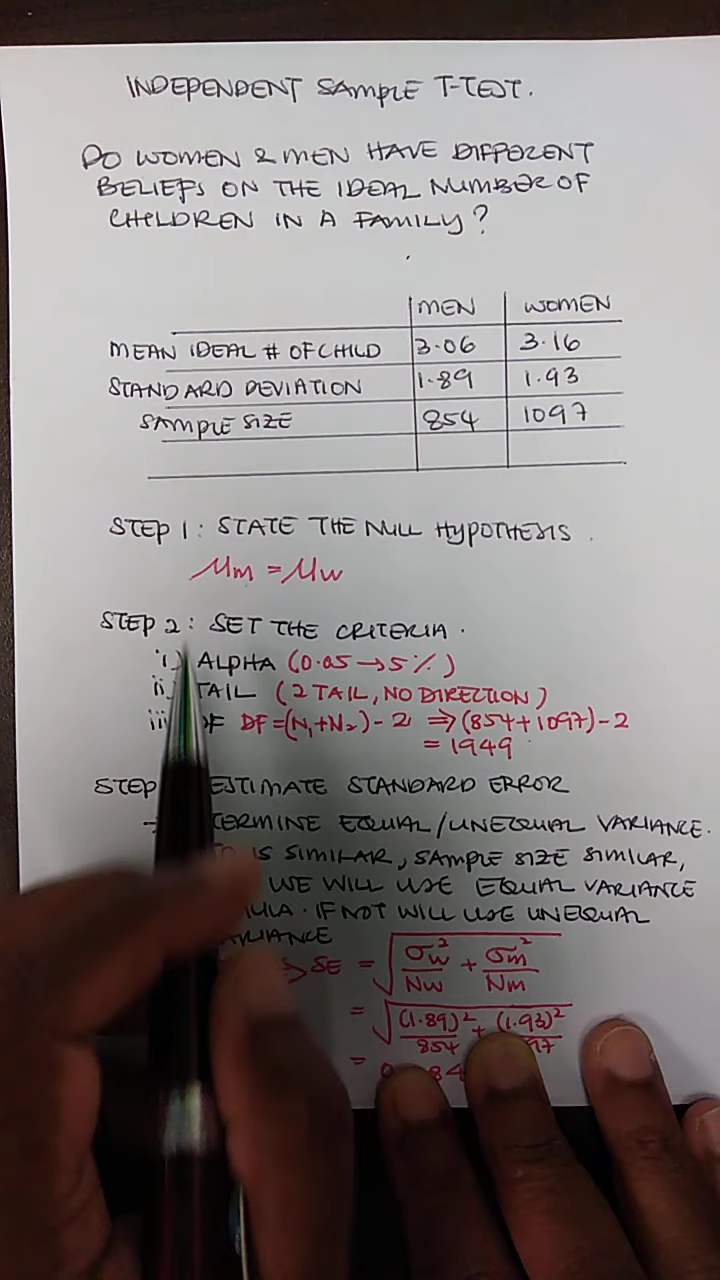 INDEPENDENT SAMPLE T-TEST.
DO WOMEN & MEN HAVE DIFFERENT
BELIEFS ON THE IDEAL NUMBER OF
CHILDREN IN A FAMILY?
MEN WOMEN
MEAN IDEAL # OF CHILD 3.06 3.16
STANDARD DEVIATION 1.89 1.93
SAMPLE SIZE 854 1097
STEP 1: STATE THE NULL HYPOTHESIS.
μm = μw
STEP 2: SET THE CRITERIA.
i) ALPHA (0.05 → 5%)
ii) TAIL (2 TAIL, NO DIRECTION)
DF = (N₁+N₂) - 2 ⇒ (854+1097) - 2
= 1949
STEP ESTIMATE STANDARD ERROR
EQUAL/UNEQUAL VARIANCE.
IS SIMILAR, SAMPLE SIZE SIMILAR,
WE WILL USE EQUAL VARIANCE
IF NOT WILL USE UNEQUAL
⇒ SE = √(σw²/Nw + σm²/Nm)
= √((1.89)²/854 + (1.93)²/
=